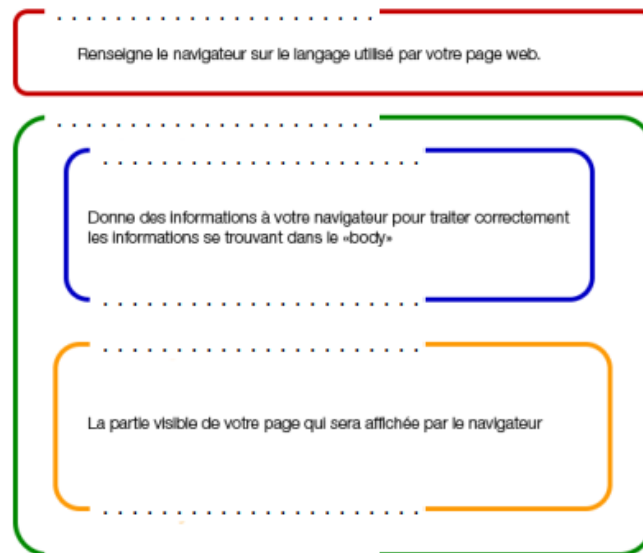 . . . . . . . . . . . . . . . . . . . . . .
Renseigne le navigateur sur le langage utilisé par votre page web.
. . . . . . . . . . . . . . . . . . . . . .
. . . . . . . . . . . . . . . . . . . . . .
Donne des informations à votre navigateur pour traiter correctement
les informations se trouvant dans le «body»
. . . . . . . . . . . . . . . . . . . . . .
. . . . . . . . . . . . . . . . . . . . . .
La partie visible de votre page qui sera affichée par le navigateur
. . . . . . . . . . . . . . . . . . . . . .